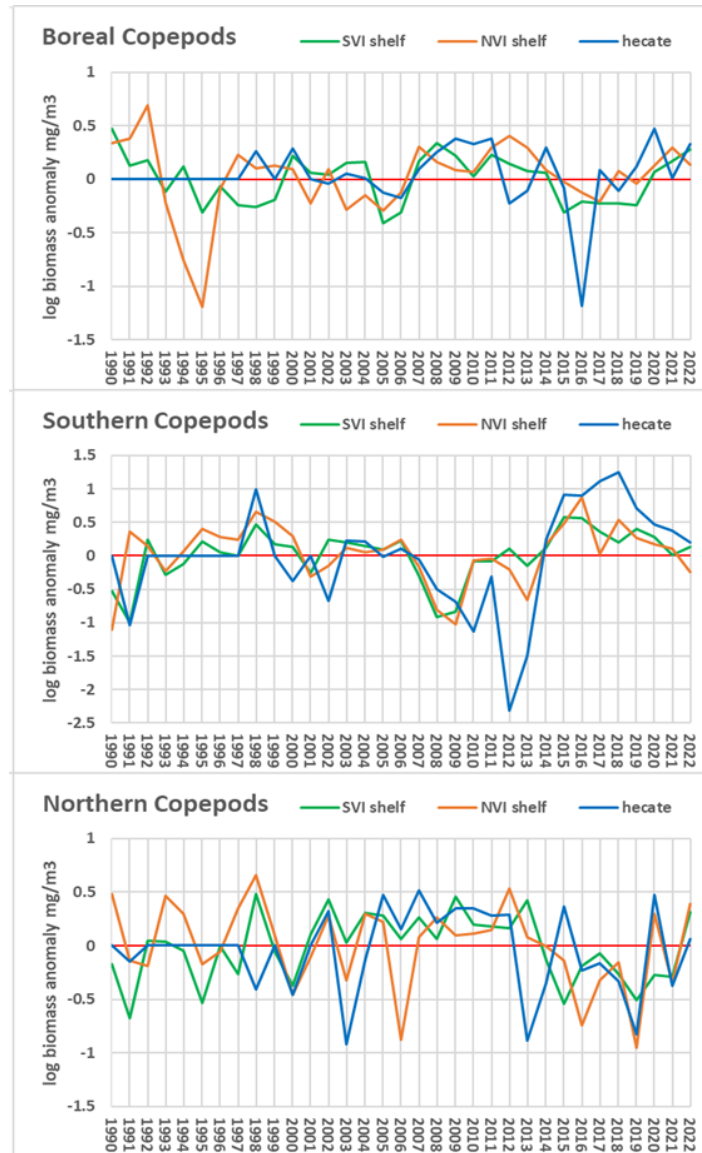 Boreal Copepods
SVI shelf NVI shelf hecate
log biomass anomaly mg/m3
1
0.5
0
-0.5
-1
-1.5
1990 1991 1992 1993 1994 1995 1996 1997 1998 1999 2000 2001 2002 2003 2004 2005 2006 2007 2008 2009 2010 2011 2012 2013 2014 2015 2016 2017 2018 2019 2020 2021 2022
Southern Copepods
SVI shelf NVI shelf hecate
log biomass anomaly mg/m3
1.5
1
0.5
0
-0.5
-1
-1.5
-2
-2.5
1990 1991 1992 1993 1994 1995 1996 1997 1998 1999 2000 2001 2002 2003 2004 2005 2006 2007 2008 2009 2010 2011 2012 2013 2014 2015 2016 2017 2018 2019 2020 2021 2022
Northern Copepods
SVI shelf NVI shelf hecate
log biomass anomaly mg/m3
1
0.5
0
-0.5
-1
-1.5
1990 1991 1992 1993 1994 1995 1996 1997 1998 1999 2000 2001 2002 2003 2004 2005 2006 2007 2008 2009 2010 2011 2012 2013 2014 2015 2016 2017 2018 2019 2020 2021 2022